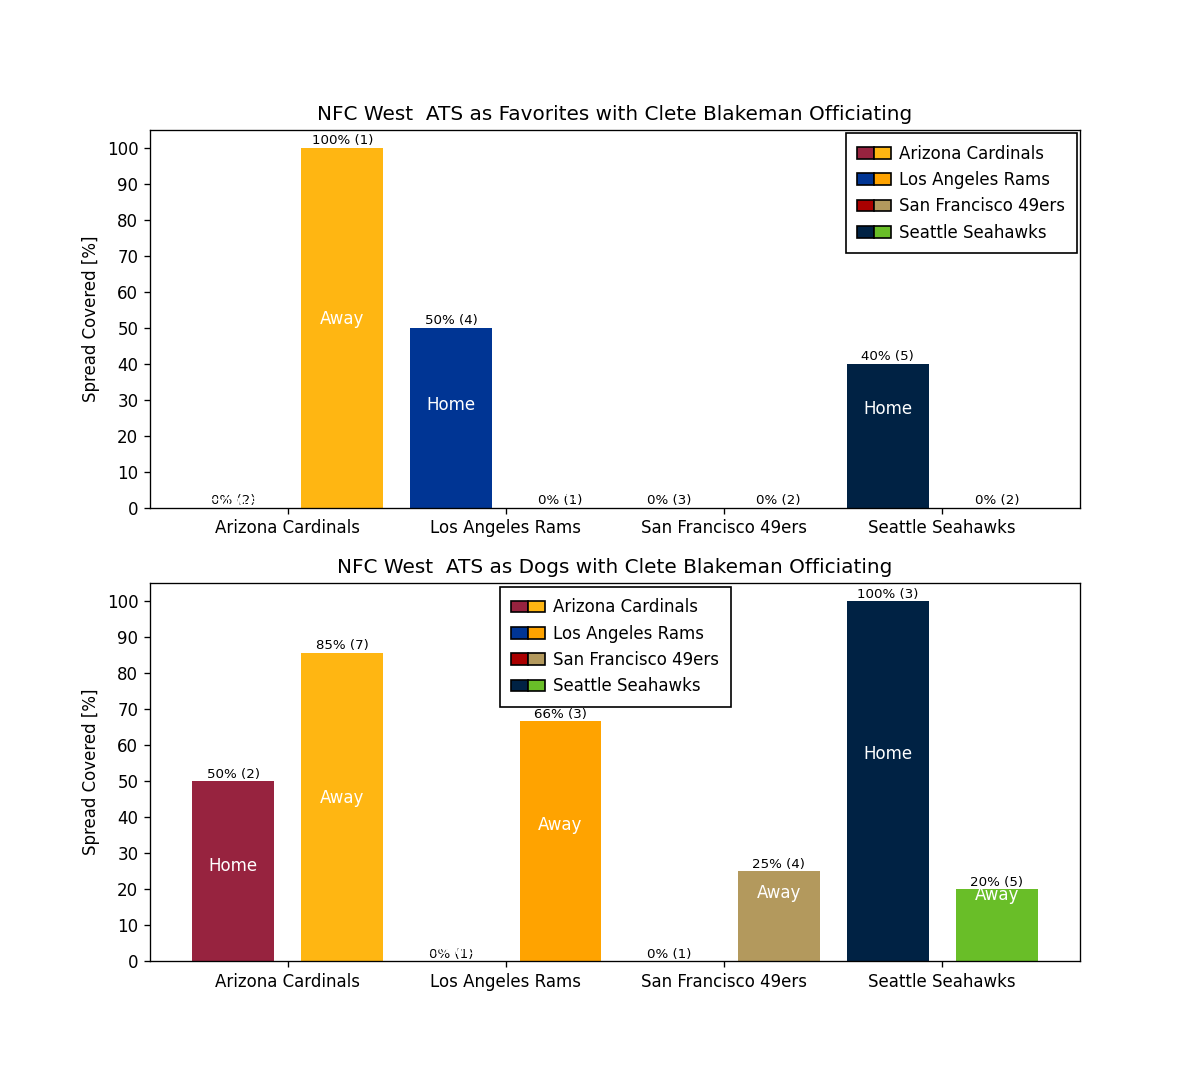 NFC West  ATS as Favorites with Clete Blakeman Officiating
Spread Covered [%]
100
90
80
70
60
50
40
30
20
10
0
0% (2)
100% (1)
Away
50% (4)
Home
0% (1)
0% (3)
0% (2)
40% (5)
Home
0% (2)
Arizona Cardinals
Los Angeles Rams
San Francisco 49ers
Seattle Seahawks
Arizona Cardinals
Los Angeles Rams
San Francisco 49ers
Seattle Seahawks
NFC West  ATS as Dogs with Clete Blakeman Officiating
Spread Covered [%]
100
90
80
70
60
50
40
30
20
10
0
50% (2)
Home
85% (7)
Away
0% (1)
66% (3)
Away
0% (1)
25% (4)
Away
100% (3)
Home
20% (5)
Away
Arizona Cardinals
Los Angeles Rams
San Francisco 49ers
Seattle Seahawks
Arizona Cardinals
Los Angeles Rams
San Francisco 49ers
Seattle Seahawks